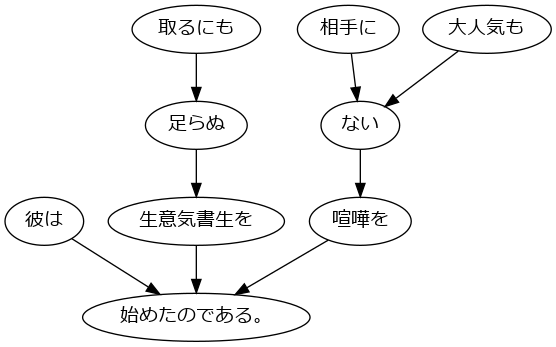 取るにも
相手に
大人気も
足らぬ
ない
彼は
生意気書生を
喧嘩を
始めたのである。